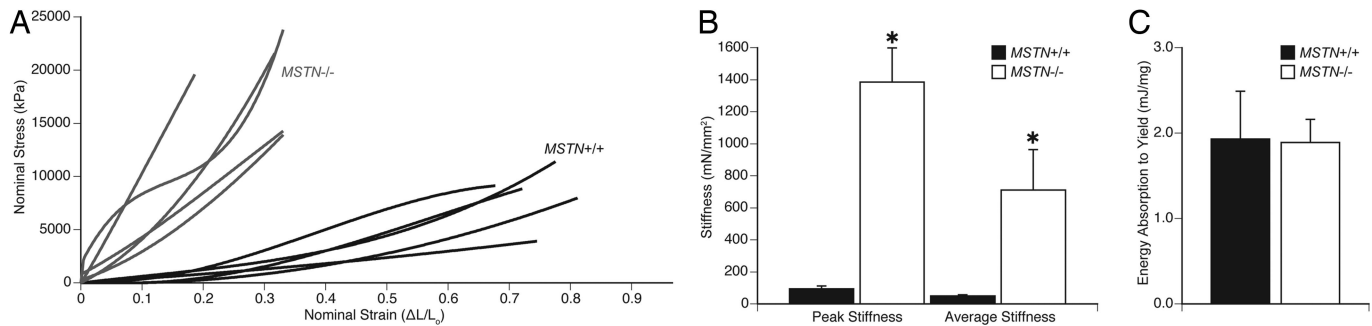 A
25000
20000
15000
10000
5000
0
Nominal Stress (kPa)
MSTN-/-
MSTN+/+
0 0.1 0.2 0.3 0.5 0.6 0.7 0.8 0.9
Nominal Strain (ΔL/Lo)
B
1600
1400
1200
1000
800
600
400
200
0
Stiffness (mN/mm²)
*
*
MSTN+/+
MSTN-/-
Peak Stiffness Average Stiffness
C
3.0
2.0
1.0
0.0
Energy Absorption to Yield (mJ/mg)
MSTN+/+
MSTN-/-